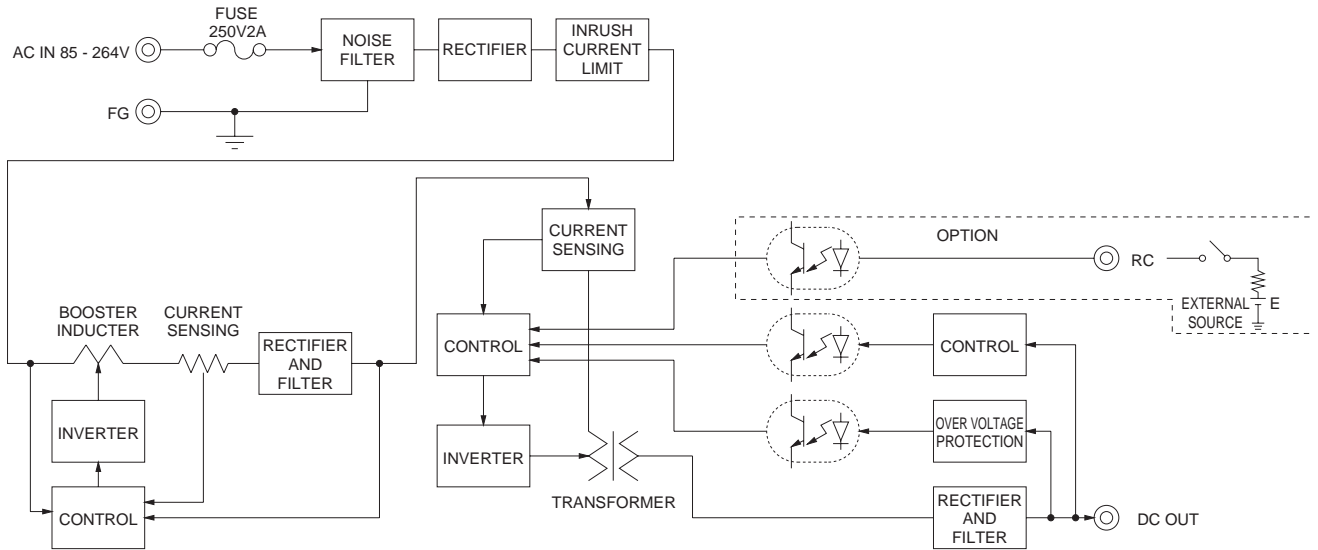 FUSE
250V2A
AC IN 85 - 264V
NOISE
FILTER
RECTIFIER
INRUSH
CURRENT
LIMIT
FG
CURRENT
SENSING
OPTION
RC
EXTERNAL
SOURCE
E
BOOSTER
INDUCTER
CURRENT
SENSING
RECTIFIER
AND
FILTER
CONTROL
CONTROL
INVERTER
INVERTER
OVER VOLTAGE
PROTECTION
TRANSFORMER
CONTROL
RECTIFIER
AND
FILTER
DC OUT